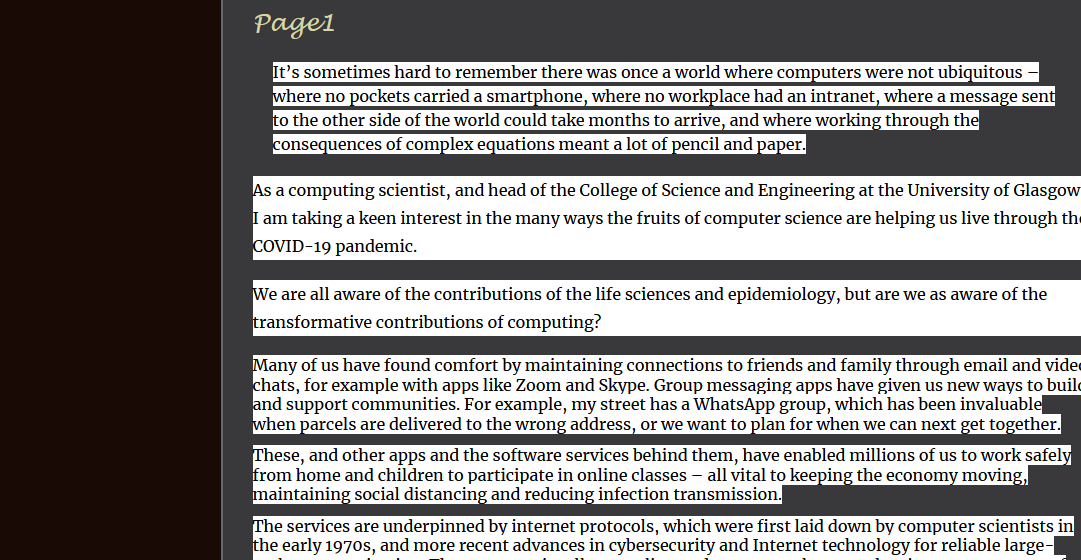 Page1
It’s sometimes hard to remember there was once a world where computers were not ubiquitous –
where no pockets carried a smartphone, where no workplace had an intranet, where a message sent
to the other side of the world could take months to arrive, and where working through the
consequences of complex equations meant a lot of pencil and paper.
As a computing scientist, and head of the College of Science and Engineering at the University of Glasgow
I am taking a keen interest in the many ways the fruits of computer science are helping us live through
COVID-19 pandemic.
We are all aware of the contributions of the life sciences and epidemiology, but are we as aware of the
transformative contributions of computing?
Many of us have found comfort by maintaining connections to friends and family through email and
chats, for example with apps like Zoom and Skype. Group messaging apps have given us new ways to
and support communities. For example, my street has a WhatsApp group, which has been invaluable
when parcels are delivered to the wrong address, or we want to plan for when we can next get together.
These, and other apps and the software services behind them, have enabled millions of us to work safely
from home and children to participate in online classes – all vital to keeping the economy moving,
maintaining social distancing and reducing infection transmission.
The services are underpinned by internet protocols, which were first laid down by computer scientists in
the early 1970s, and more recent advances in cybersecurity and Internet technology for reliable large-